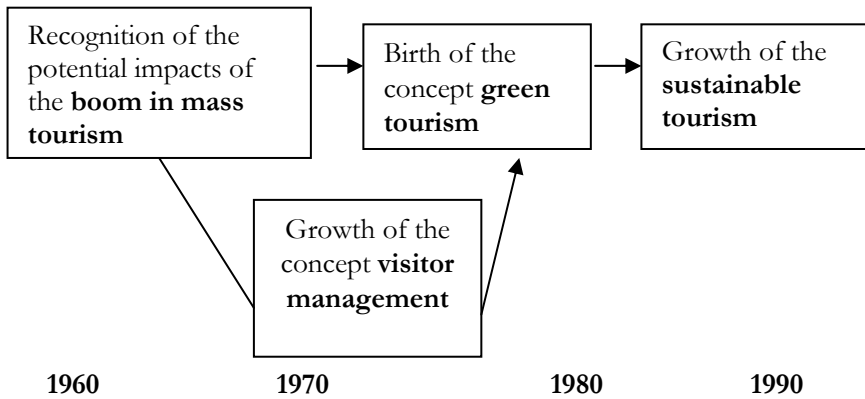 Recognition of the
potential impacts of
the boom in mass
tourism
Birth of the
concept green
tourism
Growth of the
sustainable
tourism
Growth of the
concept visitor
management
1960 1970 1980 1990